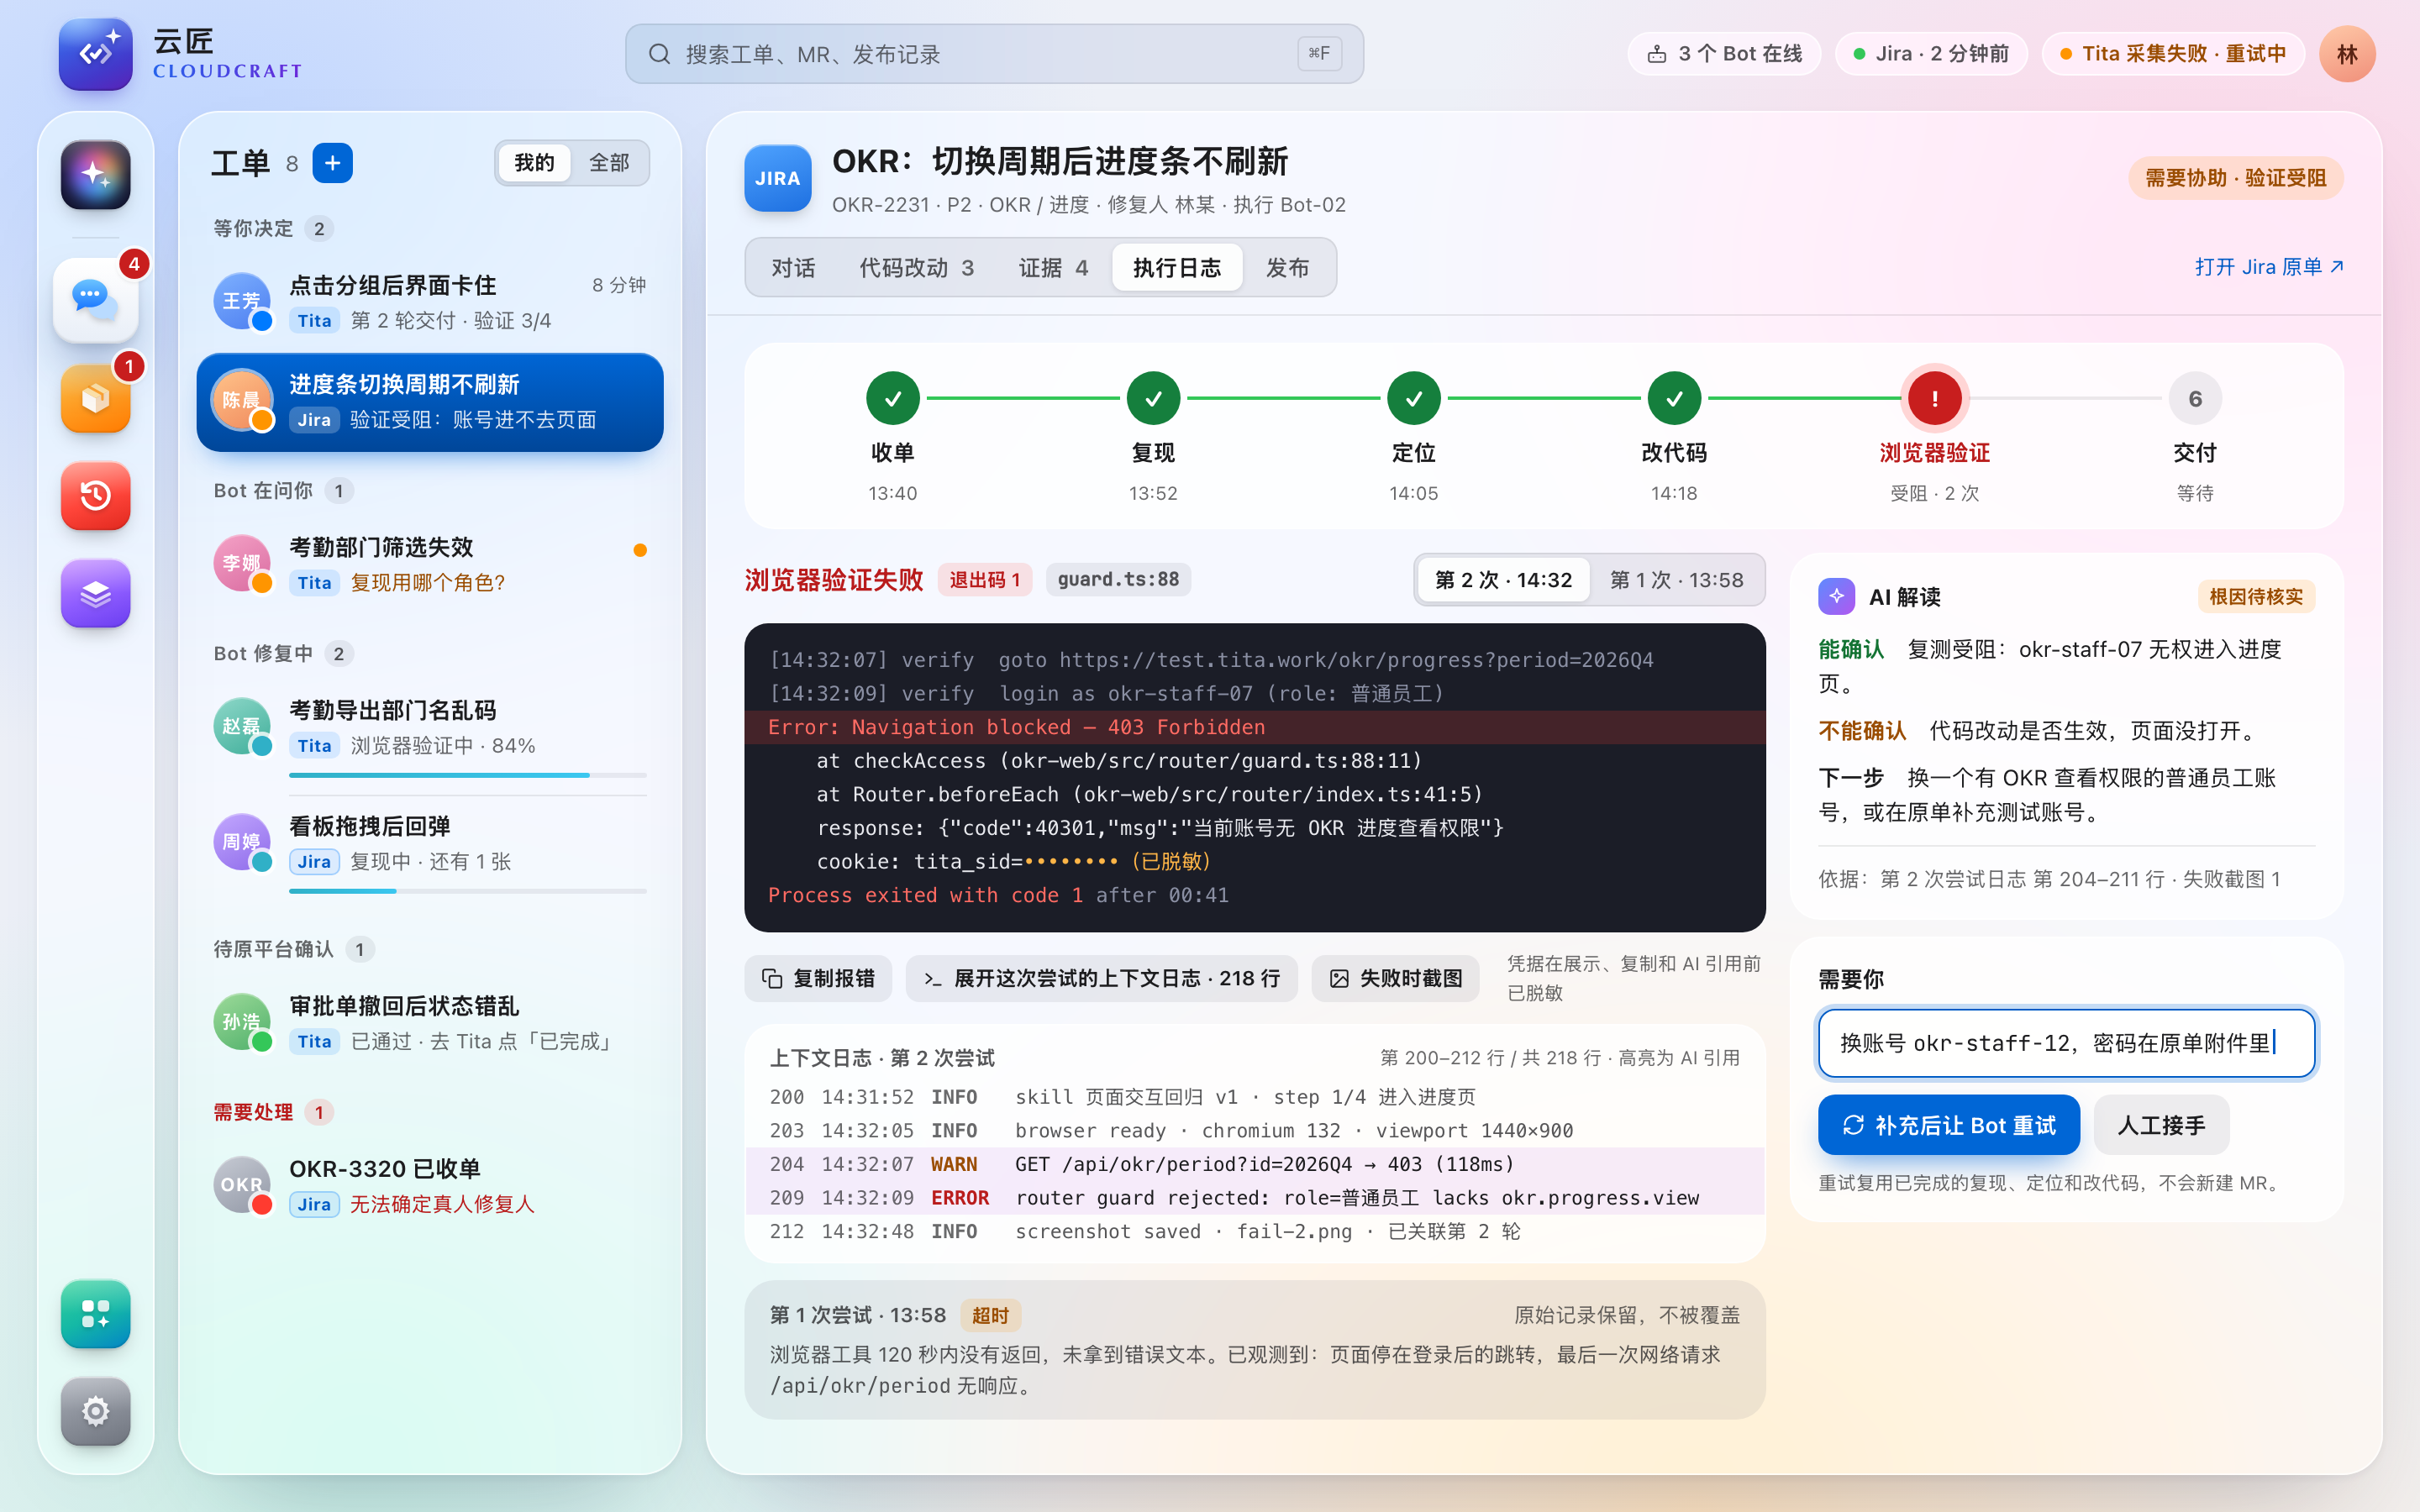 云匠
CLOUDCRAFT
搜索工单、MR、发布记录
⌘F
3 个 Bot 在线
Jira · 2 分钟前
Tita 采集失败 · 重试中
林
4
1
工单 8
我的
全部
等你决定 2
王芳
点击分组后界面卡住
8 分钟
Tita 第 2 轮交付 · 验证 3/4
陈晨
进度条切换周期不刷新
Jira 验证受阻：账号进不去页面
Bot 在问你 1
李娜
考勤部门筛选失效
Tita 复现用哪个角色?
Bot 修复中 2
赵磊
考勤导出部门名乱码
Tita 浏览器验证中 · 84%
周婷
看板拖拽后回弹
Jira 复现中 · 还有 1 张
待原平台确认 1
孙浩
审批单撤回后状态错乱
Tita 已通过 · 去 Tita 点「已完成」
需要处理 1
OKR
OKR-3320 已收单
Jira 无法确定真人修复人
JIRA
OKR：切换周期后进度条不刷新
OKR-2231 · P2 · OKR / 进度 · 修复人 林某 · 执行 Bot-02
需要协助 · 验证受阻
对话
代码改动 3
证据 4
执行日志
发布
打开 Jira 原单 ↗
收单
13:40
复现
13:52
定位
14:05
改代码
14:18
!
浏览器验证
受阻 · 2 次
6
交付
等待
浏览器验证失败
退出码 1
guard.ts:88
第 2 次 · 14:32
第 1 次 · 13:58
[14:32:07] verify  goto https://test.tita.work/okr/progress?period=2026Q4
[14:32:09] verify  login as okr-staff-07 (role: 普通员工)
Error: Navigation blocked — 403 Forbidden
at checkAccess (okr-web/src/router/guard.ts:88:11)
at Router.beforeEach (okr-web/src/router/index.ts:41:5)
response: {"code":40301,"msg":"当前账号无 OKR 进度查看权限"}
cookie: tita_sid=•••••••• (已脱敏)
Process exited with code 1 after 00:41
复制报错
展开这次尝试的上下文日志 · 218 行
失败时截图
凭据在展示、复制和 AI 引用前
已脱敏
上下文日志 · 第 2 次尝试
第 200–212 行 / 共 218 行 · 高亮为 AI 引用
200 14:31:52 INFO skill 页面交互回归 v1 · step 1/4 进入进度页
203 14:32:05 INFO browser ready · chromium 132 · viewport 1440×900
204 14:32:07 WARN GET /api/okr/period?id=2026Q4 → 403 (118ms)
209 14:32:09 ERROR router guard rejected: role=普通员工 lacks okr.progress.view
212 14:32:48 INFO screenshot saved · fail-2.png · 已关联第 2 轮
第 1 次尝试 · 13:58
超时
原始记录保留，不被覆盖
浏览器工具 120 秒内没有返回，未拿到错误文本。已观测到：页面停在登录后的跳转，最后一次网络请求
/api/okr/period 无响应。
AI 解读
根因待核实
能确认 复测受阻：okr-staff-07 无权进入进度
页。
不能确认 代码改动是否生效，页面没打开。
下一步 换一个有 OKR 查看权限的普通员工账
号，或在原单补充测试账号。
依据：第 2 次尝试日志 第 204–211 行 · 失败截图 1
需要你
换账号 okr-staff-12，密码在原单附件里
补充后让 Bot 重试
人工接手
重试复用已完成的复现、定位和改代码，不会新建 MR。